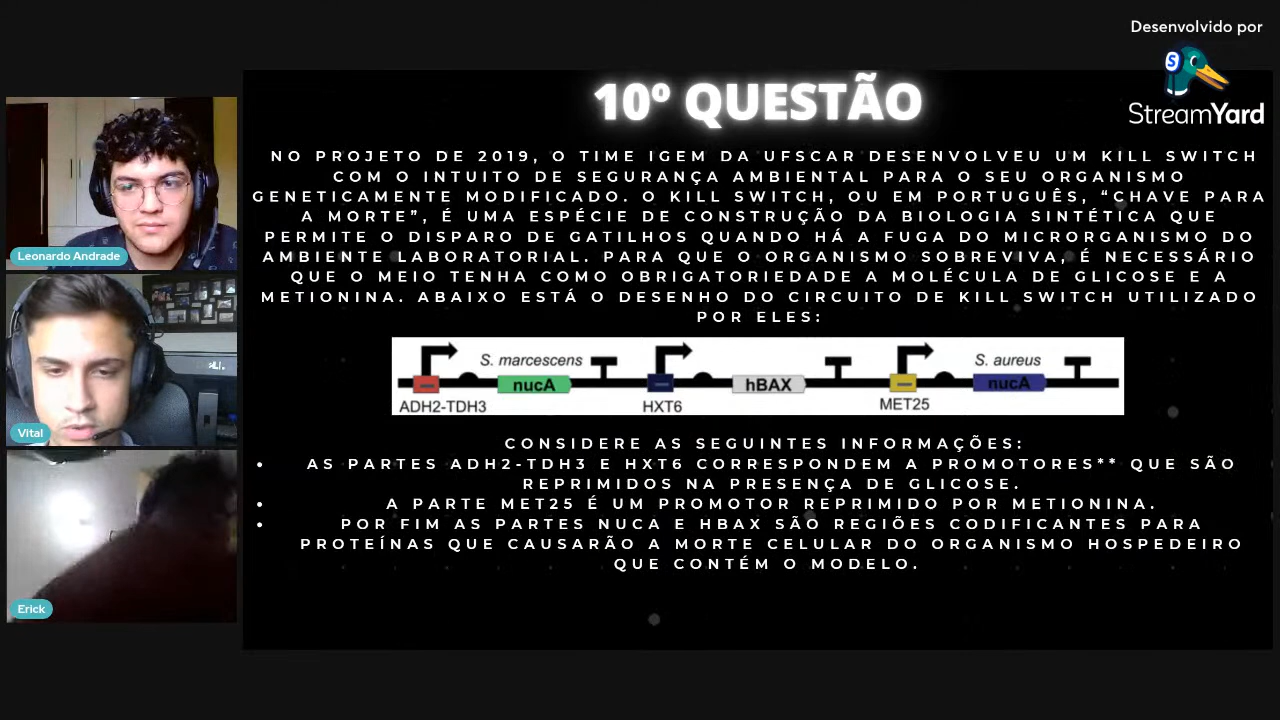 Desenvolvido por
StreamYard
10º QUESTÃO
NO PROJETO DE 2019, O TIME IGEM DA UFSCAR DESENVOLVEU UM KILL SWITCH
COM O INTUITO DE SEGURANÇA AMBIENTAL PARA O SEU ORGANISMO
GENETICAMENTE MODIFICADO. O KILL SWITCH, OU EM PORTUGUÊS, “CHAVE PARA
A MORTE”, É UMA ESPÉCIE DE CONSTRUÇÃO DA BIOLOGIA SINTÉTICA QUE
PERMITE O DISPARO DE GATILHOS QUANDO HÁ A FUGA DO MICRORGANISMO DO
AMBIENTE LABORATORIAL. PARA QUE O ORGANISMO SOBREVIVA, É NECESSÁRIO
QUE O MEIO TENHA COMO OBRIGATORIEDADE A MOLÉCULA DE GLICOSE E A
METIONINA. ABAIXO ESTÁ O DESENHO DO CIRCUITO DE KILL SWITCH UTILIZADO
POR ELES:
S. marcescens
S. aureus
nucA
hBAX
nucA
ADH2-TDH3
HXT6
MET25
CONSIDERE AS SEGUINTES INFORMAÇÕES:
• AS PARTES ADH2-TDH3 E HXT6 CORRESPONDEM A PROMOTORES** QUE SÃO
REPRIMIDOS NA PRESENÇA DE GLICOSE.
• A PARTE MET25 É UM PROMOTOR REPRIMIDO POR METIONINA.
• POR FIM AS PARTES NUCA E HBAX SÃO REGIÕES CODIFICANTES PARA
PROTEÍNAS QUE CAUSARÃO A MORTE CELULAR DO ORGANISMO HOSPEDEIRO
QUE CONTÉM O MODELO.
Leonardo Andrade
Vital
Erick